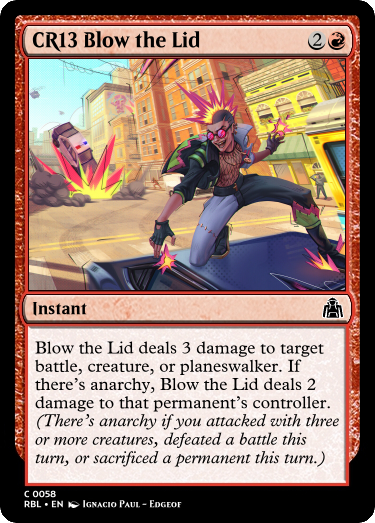 CR13 Blow the Lid
2
Instant
Blow the Lid deals 3 damage to target
battle, creature, or planeswalker. If
there's anarchy, Blow the Lid deals 2
damage to that permanent's controller.
(There's anarchy if you attacked with three
or more creatures, defeated a battle this
turn, or sacrificed a permanent this turn.)
C 0058
RBL • EN Ignacio Paul – Edgeof